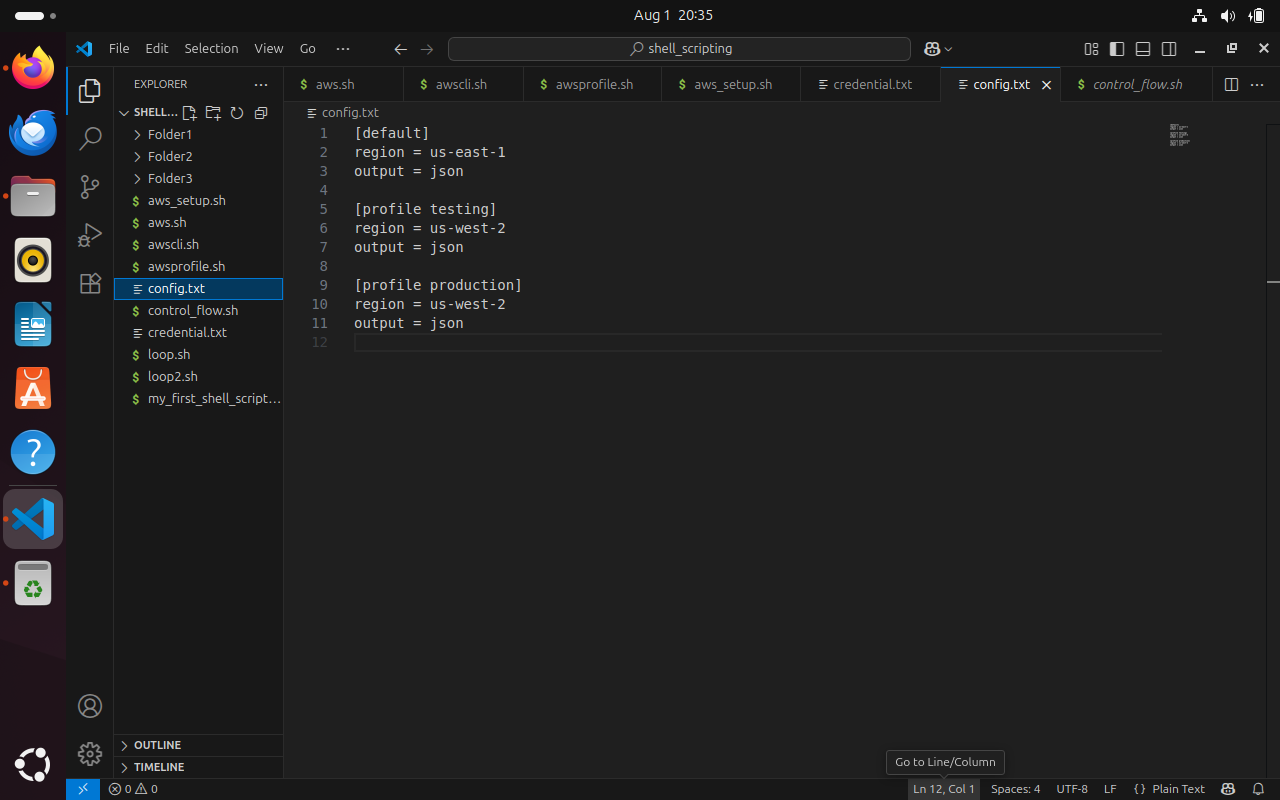 Aug 1 20:35
File Edit Selection View Go
shell_scripting
EXPLORER
SHELL...
Folder1
Folder2
Folder3
aws_setup.sh
aws.sh
awscli.sh
awsprofile.sh
config.txt
control_flow.sh
credential.txt
loop.sh
loop2.sh
my_first_shell_script...
OUTLINE
TIMELINE
aws.sh awscli.sh awsprofile.sh aws_setup.sh credential.txt config.txt control_flow.sh
config.txt
1 [default]
2 region = us-east-1
3 output = json
4
5 [profile testing]
6 region = us-west-2
7 output = json
8
9 [profile production]
10 region = us-west-2
11 output = json
12
Go to Line/Column
0 0 Ln 12, Col 1 Spaces: 4 UTF-8 LF {} Plain Text